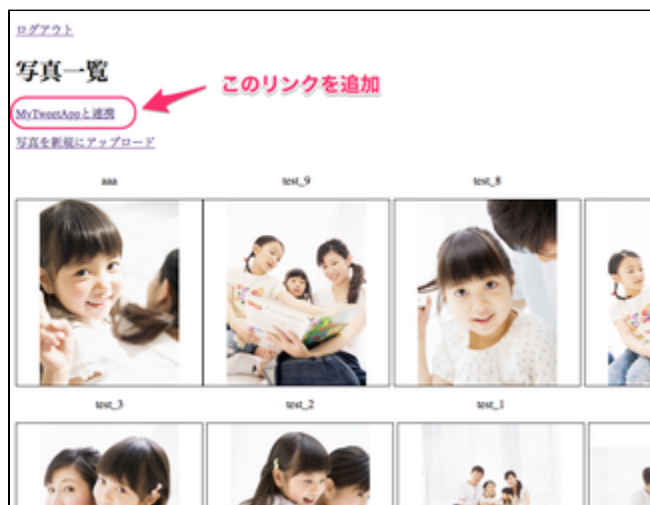 ログアウト
写真一覧
このリンクを追加
MyTweetAppと連携
写真を新規にアップロード
aaa test_9 test_8
test_3 test_2 test_1